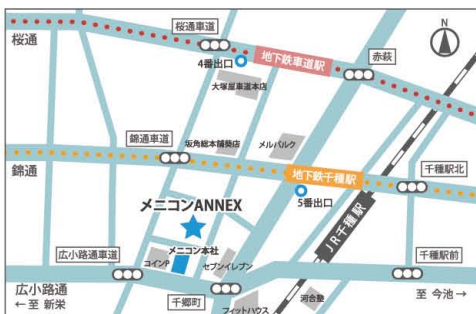 桜通車道
N
桜通
地下鉄車道駅
赤萩
4番出口
大塚屋車道本店
錦通車道
坂角総本舗葵店
メルパルク
錦通
地下鉄千種駅
千種駅北
5番出口
メニコンANNEX
JR千種駅
広小路通車道
メニコン本社
コインP
セブンイレブン
千種駅前
広小路通
千郷町
河合塾
至 今池→
←至 新栄
フィットハウス